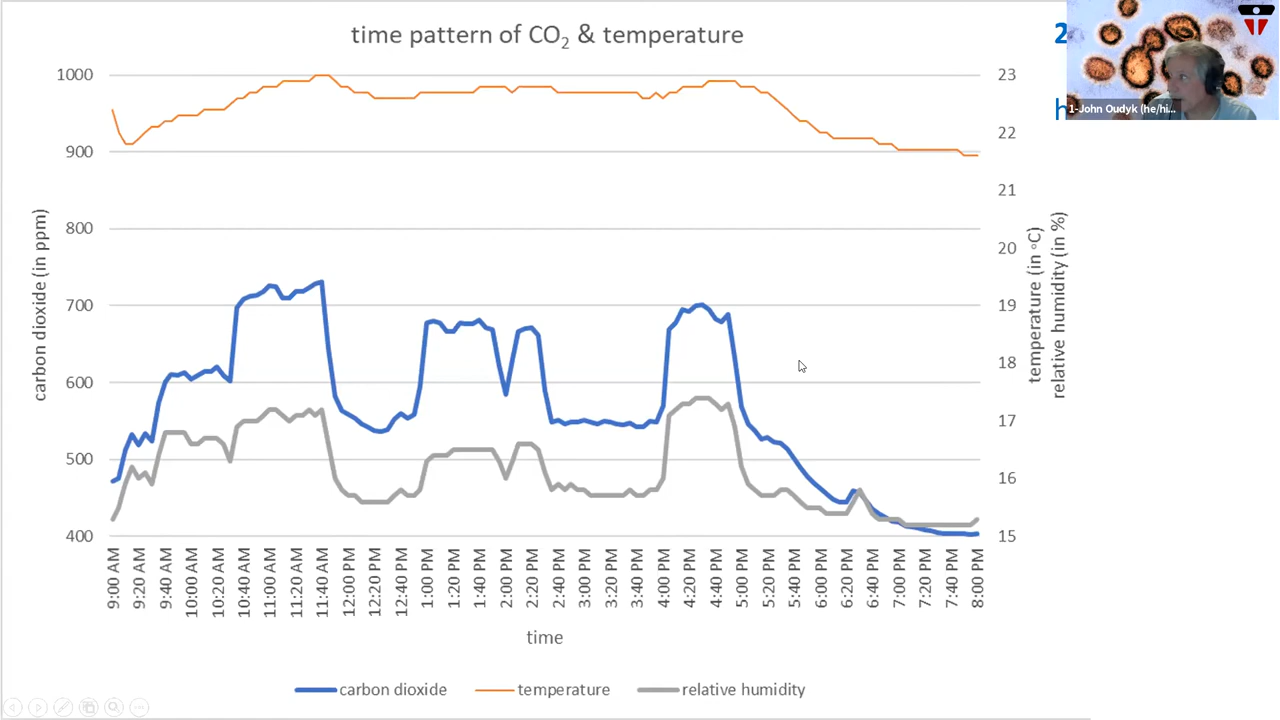 time pattern of CO₂ & temperature
2
h
1-John Oudyk (he/hi...
1000
900
800
700
600
500
400
carbon dioxide (in ppm)
23
22
21
20
19
18
17
16
15
temperature (in °C)
relative humidity (in %)
9:00 AM
9:20 AM
9:40 AM
10:00 AM
10:20 AM
10:40 AM
11:00 AM
11:20 AM
11:40 AM
12:00 PM
12:20 PM
12:40 PM
1:00 PM
1:20 PM
1:40 PM
2:00 PM
2:20 PM
2:40 PM
3:00 PM
3:20 PM
3:40 PM
4:00 PM
4:20 PM
4:40 PM
5:00 PM
5:20 PM
5:40 PM
6:00 PM
6:20 PM
6:40 PM
7:00 PM
7:20 PM
7:40 PM
8:00 PM
time
carbon dioxide temperature relative humidity